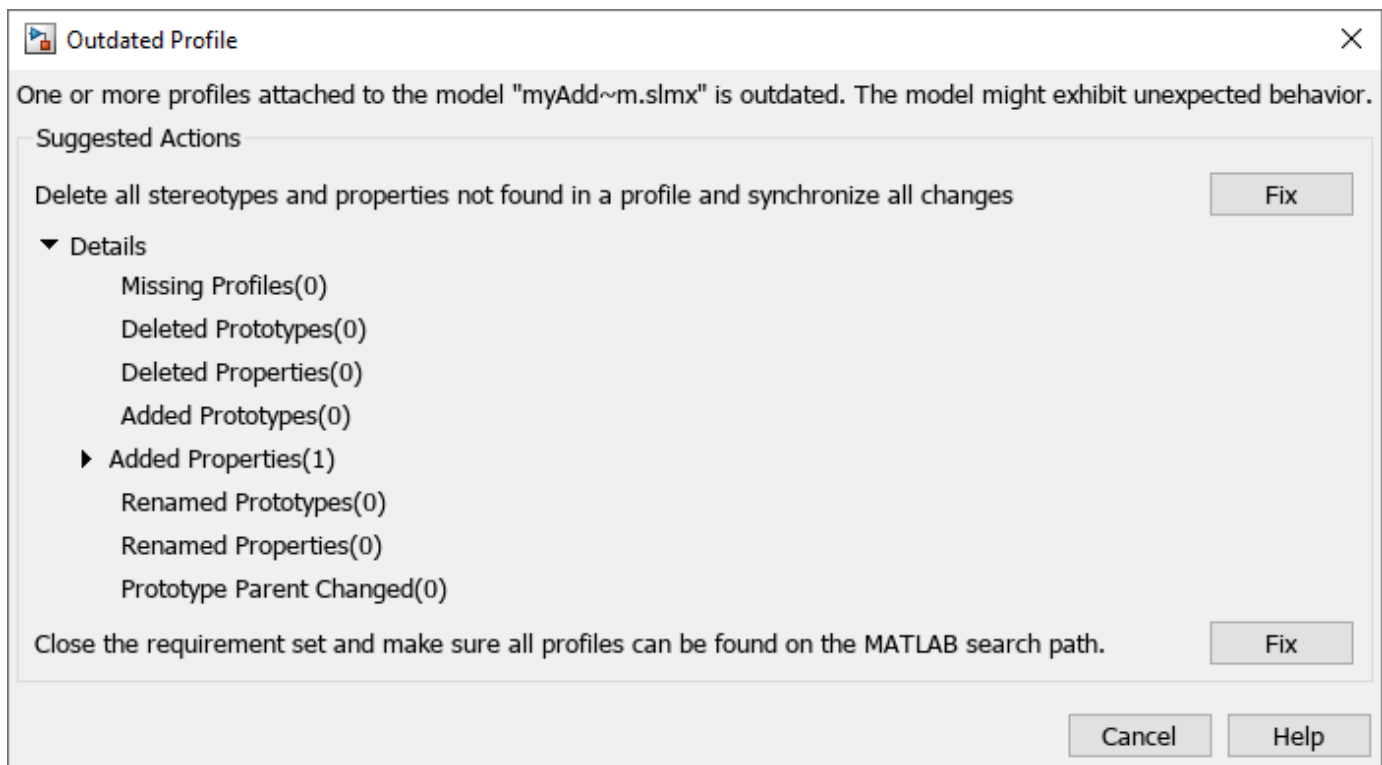 Outdated Profile
One or more profiles attached to the model "myAdd~m.slmx" is outdated. The model might exhibit unexpected behavior.
Suggested Actions
Delete all stereotypes and properties not found in a profile and synchronize all changes Fix
Details
Missing Profiles(0)
Deleted Prototypes(0)
Deleted Properties(0)
Added Prototypes(0)
Added Properties(1)
Renamed Prototypes(0)
Renamed Properties(0)
Prototype Parent Changed(0)
Close the requirement set and make sure all profiles can be found on the MATLAB search path. Fix
Cancel Help